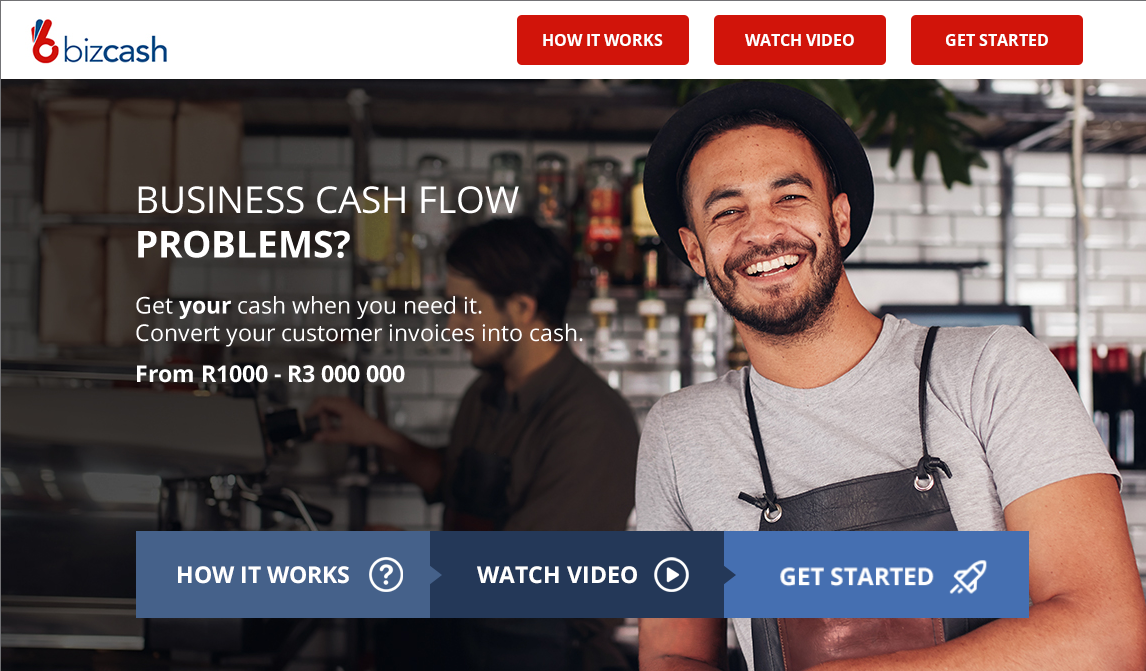 bizcash
HOW IT WORKS
WATCH VIDEO
GET STARTED
BUSINESS CASH FLOW
PROBLEMS?
Get your cash when you need it.
Convert your customer invoices into cash.
From R1000 - R3 000 000
HOW IT WORKS
WATCH VIDEO
GET STARTED